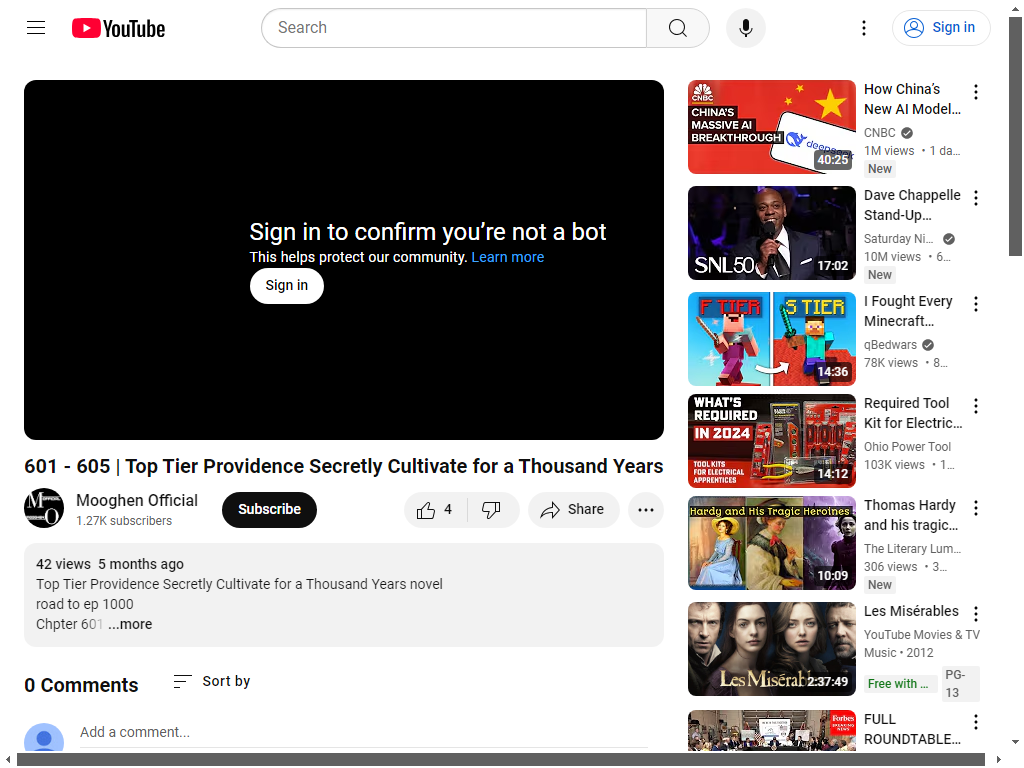 YouTube
Search
Sign in
Sign in to confirm you’re not a bot
This helps protect our community. Learn more
Sign in
601 - 605 | Top Tier Providence Secretly Cultivate for a Thousand Years
Mooghen Official
1.27K subscribers
Subscribe
4
Share
42 views 5 months ago
Top Tier Providence Secretly Cultivate for a Thousand Years novel
road to ep 1000
Chpter 601 ...more
0 Comments
Sort by
Add a comment...
CNBC
CHINA'S
MASSIVE AI
BREAKTHROUGH
deepseek
40:25
How China’s
New AI Model...
CNBC
1M views • 1 da...
New
SNL50
17:02
Dave Chappelle
Stand-Up...
Saturday Ni...
10M views • 6...
New
F TIER
S TIER
14:36
I Fought Every
Minecraft...
qBedwars
78K views • 8...
WHAT'S
REQUIRED
IN 2024
TOOL KITS
FOR ELECTRICAL
APPRENTICES
14:12
Required Tool
Kit for Electric...
Ohio Power Tool
103K views • 1...
Hardy and His Tragic Heroines
10:09
Thomas Hardy
and his tragic...
The Literary Lum...
306 views • 3...
New
Les Miséra
2:37:49
Les Misérables
YouTube Movies & TV
Music • 2012
Free with ...
PG-
13
Forbes
BREAKING
NEWS
FULL
ROUNDTABLE...